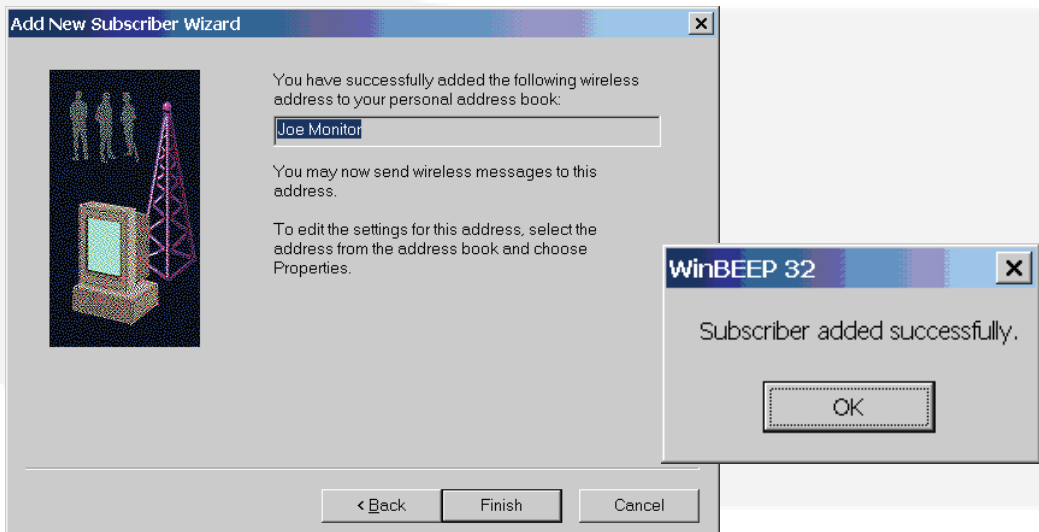 Add New Subscriber Wizard
You have successfully added the following wireless
address to your personal address book:
Joe Monitor
You may now send wireless messages to this
address.
To edit the settings for this address, select the
address from the address book and choose
Properties.
< Back
Finish
Cancel
WinBEEP 32
Subscriber added successfully.
OK